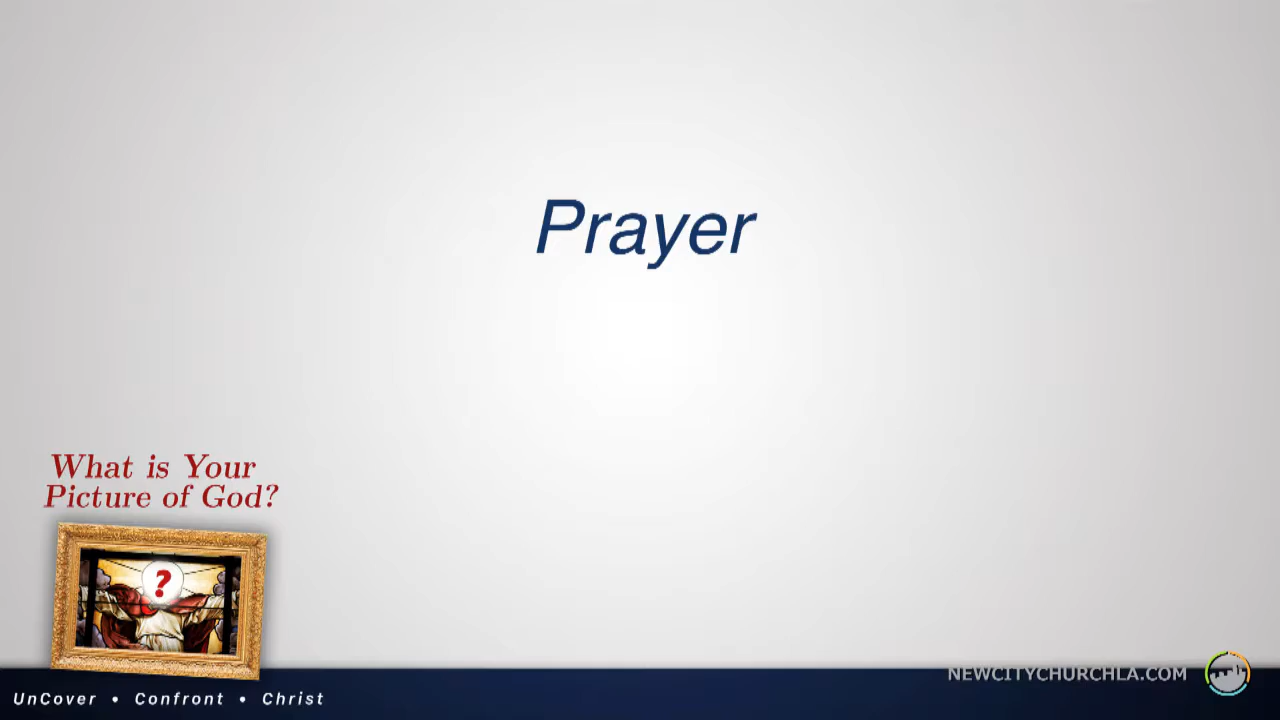 Prayer
What is Your
Picture of God?
?
NEWCITYCHURCHLA.COM
UnCover • Confront • Christ